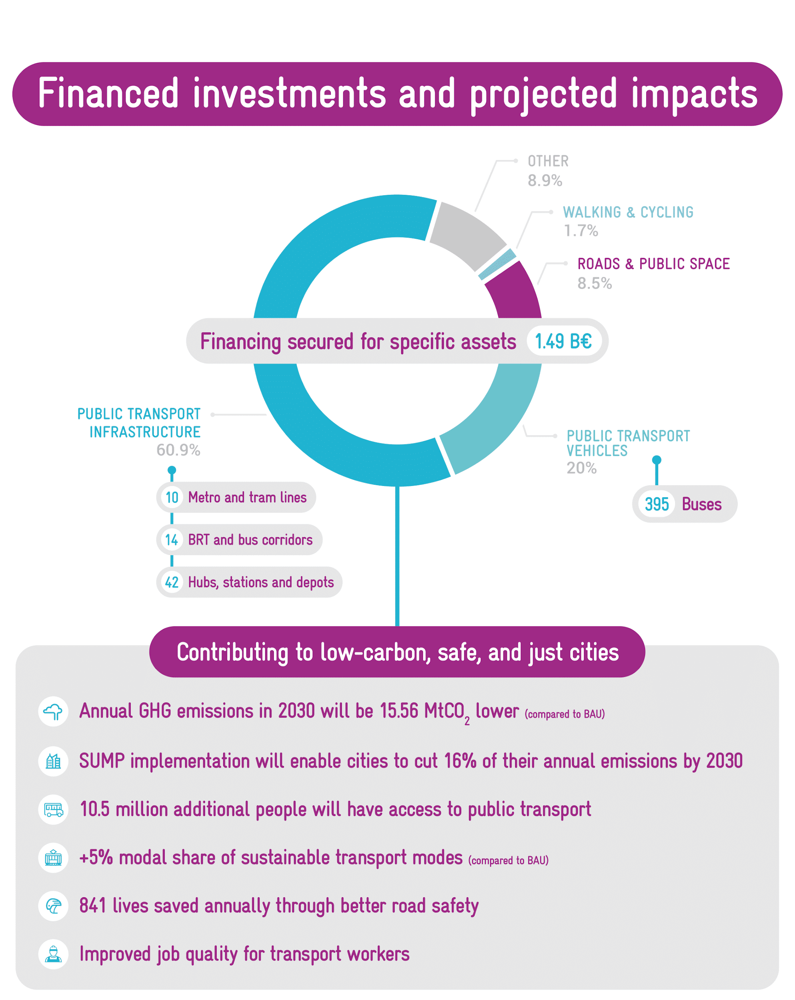 Financed investments and projected impacts
OTHER
8.9%
WALKING & CYCLING
1.7%
ROADS & PUBLIC SPACE
8.5%
Financing secured for specific assets 1.49 B€
PUBLIC TRANSPORT
INFRASTRUCTURE
60.9%
10 Metro and tram lines
14 BRT and bus corridors
42 Hubs, stations and depots
PUBLIC TRANSPORT
VEHICLES
20%
395 Buses
Contributing to low-carbon, safe, and just cities
Annual GHG emissions in 2030 will be 15.56 MtCO₂ lower (compared to BAU)
SUMP implementation will enable cities to cut 16% of their annual emissions by 2030
10.5 million additional people will have access to public transport
+5% modal share of sustainable transport modes (compared to BAU)
841 lives saved annually through better road safety
Improved job quality for transport workers